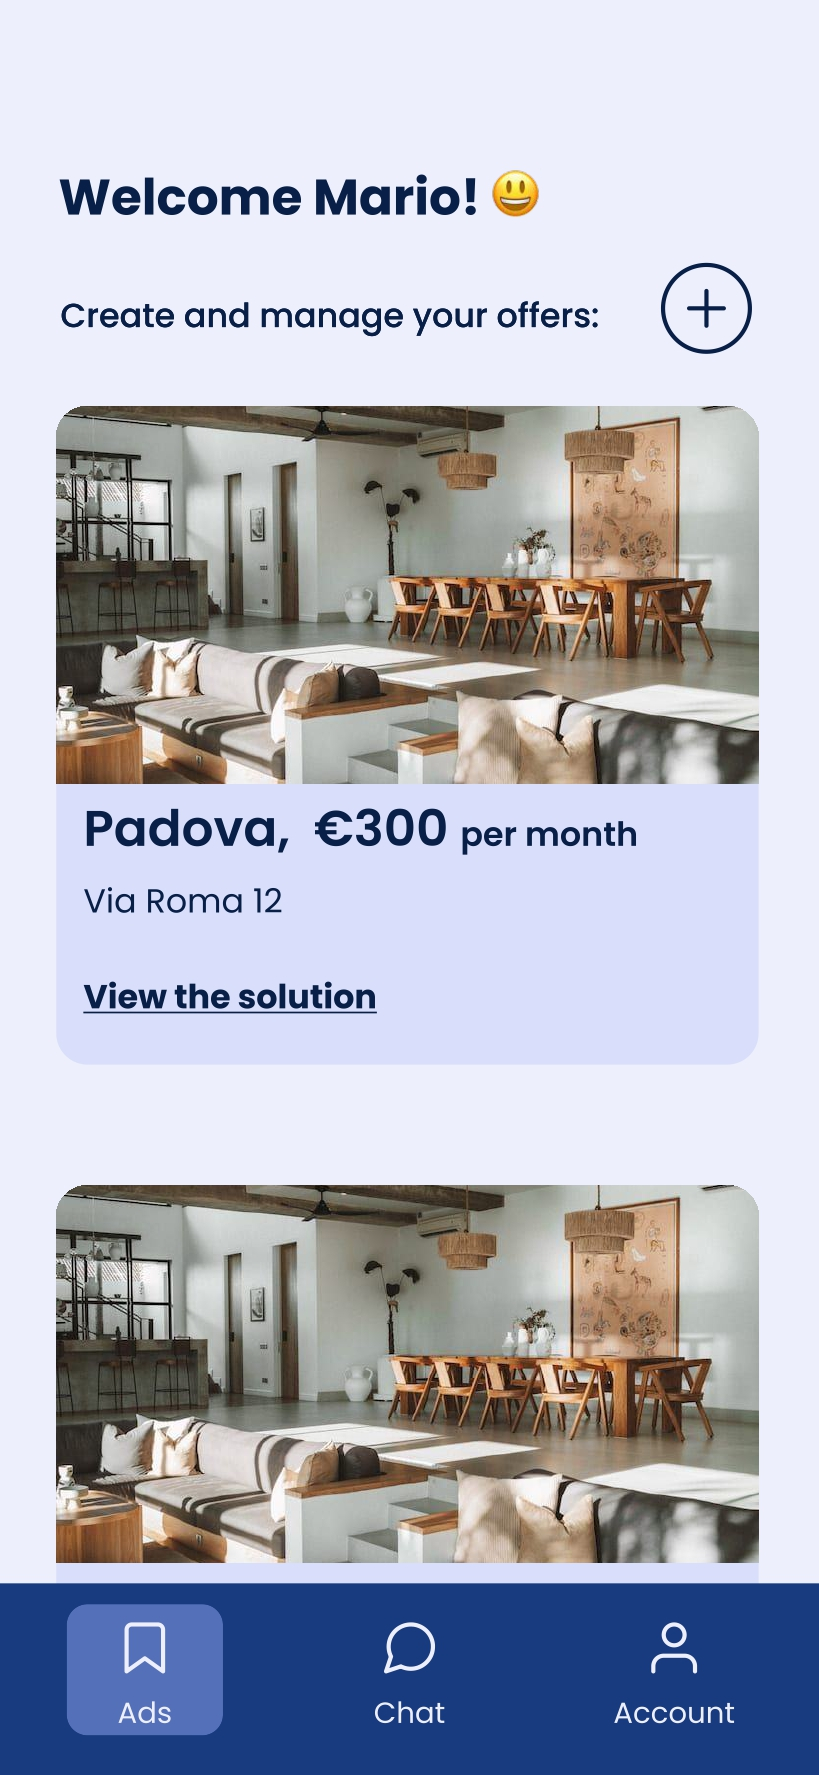 Welcome Mario! 😃
Create and manage your offers:
Padova, €300 per month
Via Roma 12
View the solution
Ads
Chat
Account